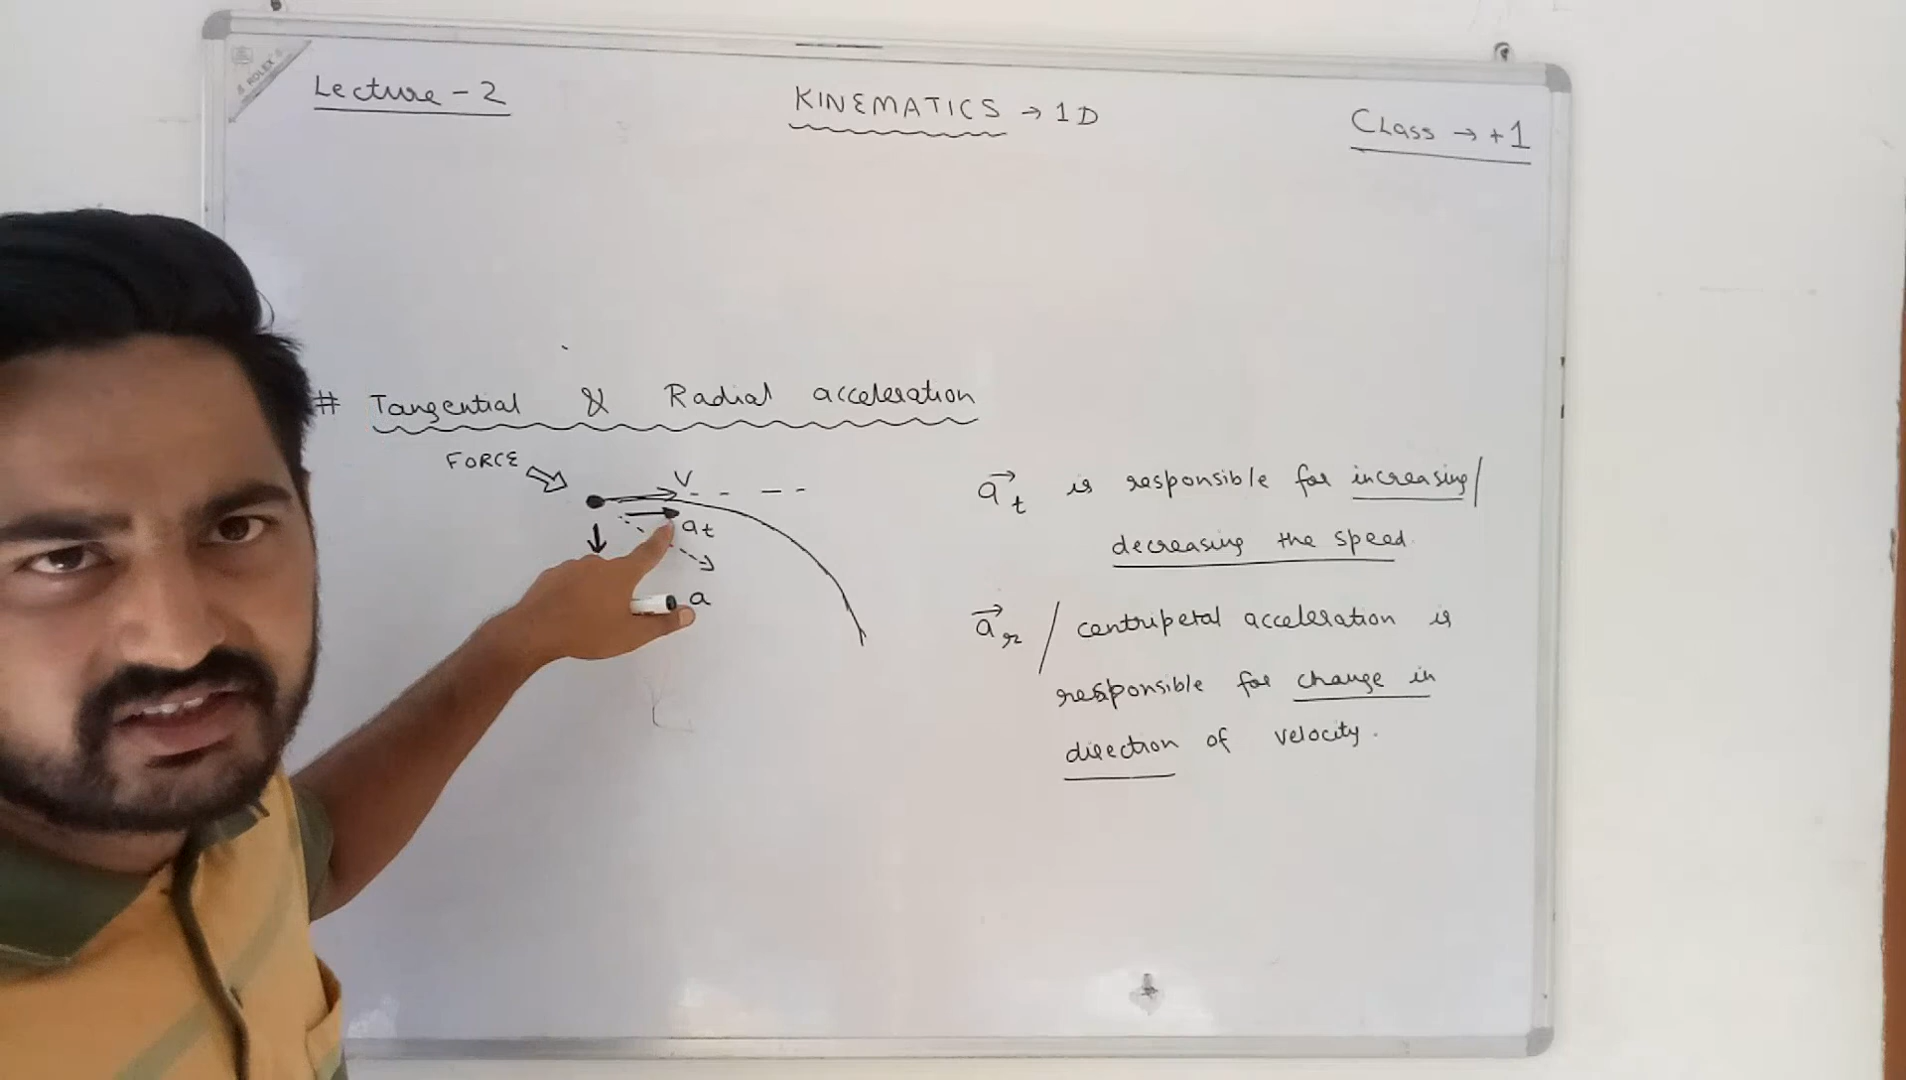 ROLEX
Lecture - 2
KINEMATICS → 1D
Class → +1
# Tangential & Radial acceleration
FORCE
V
at
a
at is responsible for increasing/
decreasing the speed.
ar / centripetal acceleration is
responsible for change in
direction of velocity.